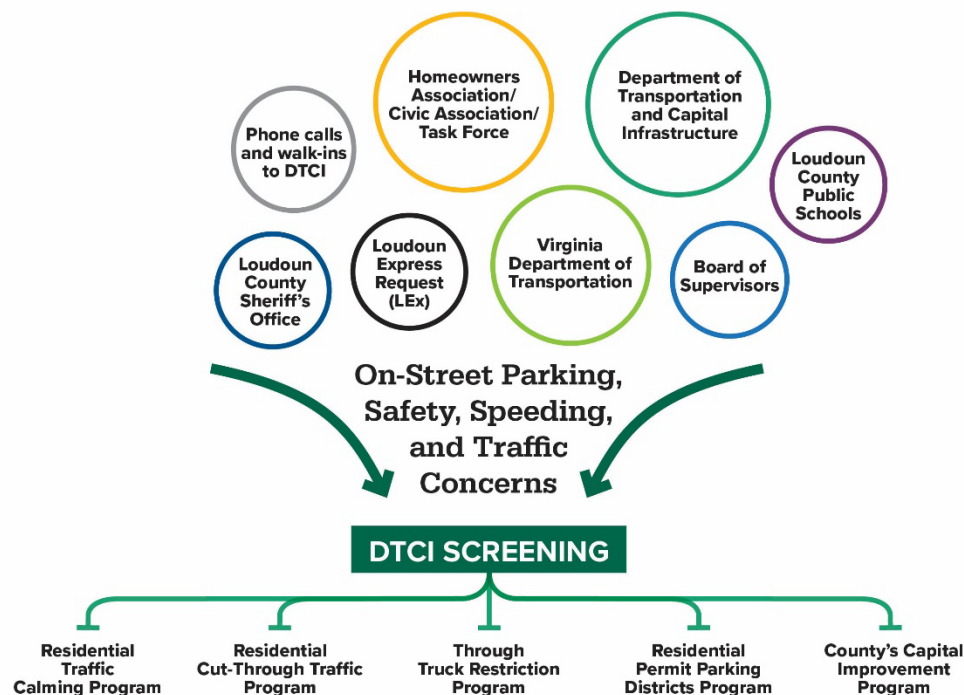 Homeowners
Association/
Civic Association/
Task Force
Department of
Transportation
and Capital
Infrastructure
Phone calls
and walk-ins
to DTCI
Loudoun
County
Public
Schools
Loudoun
County
Sheriff's
Office
Loudoun
Express
Request
(LEx)
Virginia
Department of
Transportation
Board of
Supervisors
On-Street Parking,
Safety, Speeding,
and Traffic
Concerns
DTCI SCREENING
Residential
Traffic
Calming Program
Residential
Cut-Through Traffic
Program
Through
Truck Restriction
Program
Residential
Permit Parking
Districts Program
County's Capital
Improvement
Program